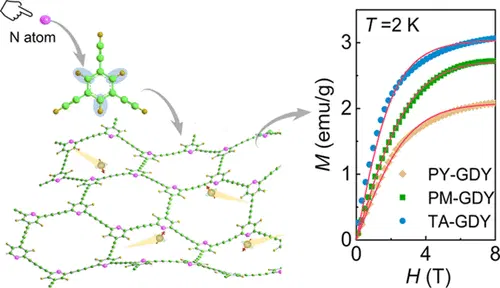 N atom
T =2 K
M (emu/g)
3
2
1
0
PY-GDY
PM-GDY
TA-GDY
0
4
8
H (T)